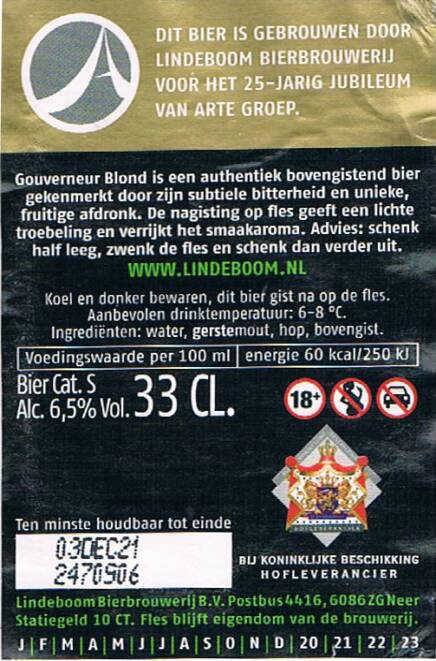 DIT BIER IS GEBROUWEN DOOR
LINDEBOOM BIERBROUWERIJ
VOOR HET 25-JARIG JUBILEUM
VAN ARTE GROEP.
Gouverneur Blond is een authentiek bovengistend bier
gekenmerkt door zijn subtiele bitterheid en unieke,
fruitige afdronk. De nagisting op fles geeft een lichte
troebeling en verrijkt het smaakaroma. Advies: schenk
half leeg, zwenk de fles en schenk dan verder uit.
WWW.LINDEBOOM.NL
Koel en donker bewaren, dit bier gist na op de fles.
Aanbevolen drinktemperatuur: 6-8 °C.
Ingrediënten: water, gerstemout, hop, bovengist.
Voedingswaarde per 100 ml | energie 60 kcal/250 kJ
Bier Cat. S
Alc. 6,5% Vol. 33 CL.
18+
HOFLEVERANCIER
Ten minste houdbaar tot einde
03DEC21
2470506
BIJ KONINKLIJKE BESCHIKKING
HOFLEVERANCIER
Lindeboom Bierbrouwerij B.V. Postbus 4416, 6086 ZG Neer
Statiegeld 10 CT. Fles blijft eigendom van de brouwerij.
J|F|M|A|M|J|J|A|S|O|N|D|20|21|22|23